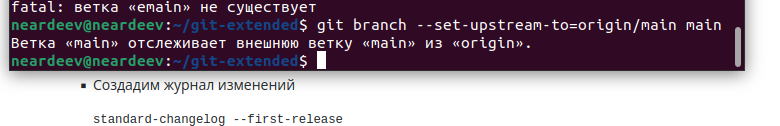 fatal: ветка «emain» не существует
neardeev@neardeev:~/git-extended$ git branch --set-upstream-to=origin/main main
Ветка «main» отслеживает внешнюю ветку «main» из «origin».
neardeev@neardeev:~/git-extended$
Создадим журнал изменений
standard-changelog --first-release